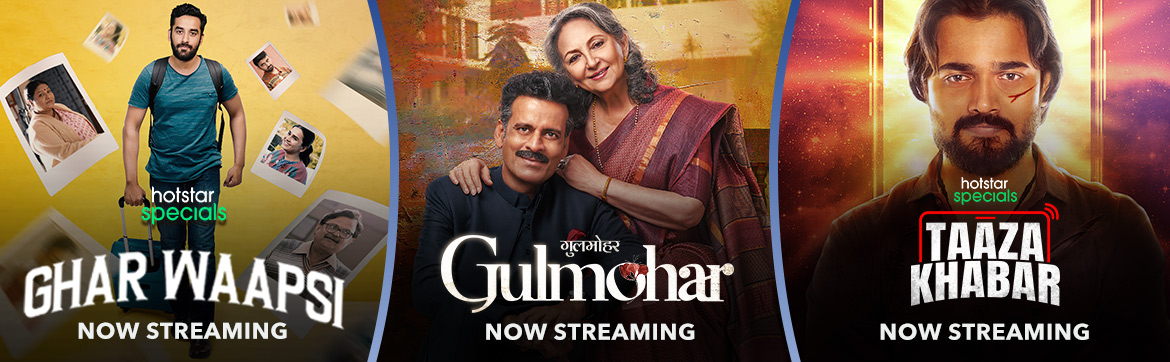 hotstar
specials
GHAR WAAPSI
NOW STREAMING
गुलमोहर
Gulmohar
NOW STREAMING
hotstar
specials
TAAZA
KHABAR
NOW STREAMING